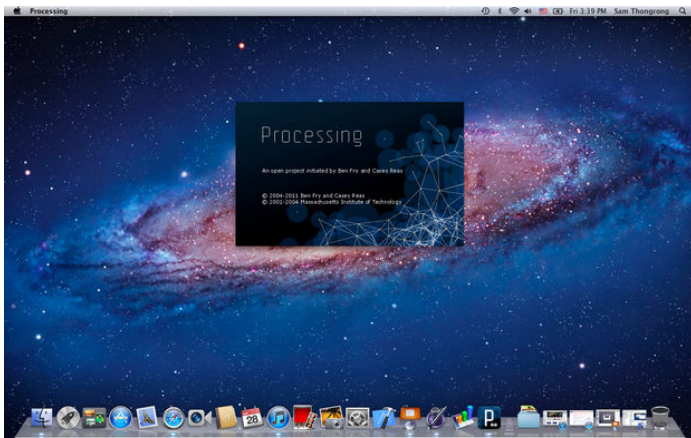 Processing
Fri 3:39 PM Sam Thongrong
Processing
An open project initiated by Ben Fry and Casey Reas
© 2004-2011 Ben Fry and Casey Reas
© 2001-2004 Massachusetts Institute of Technology
28
P